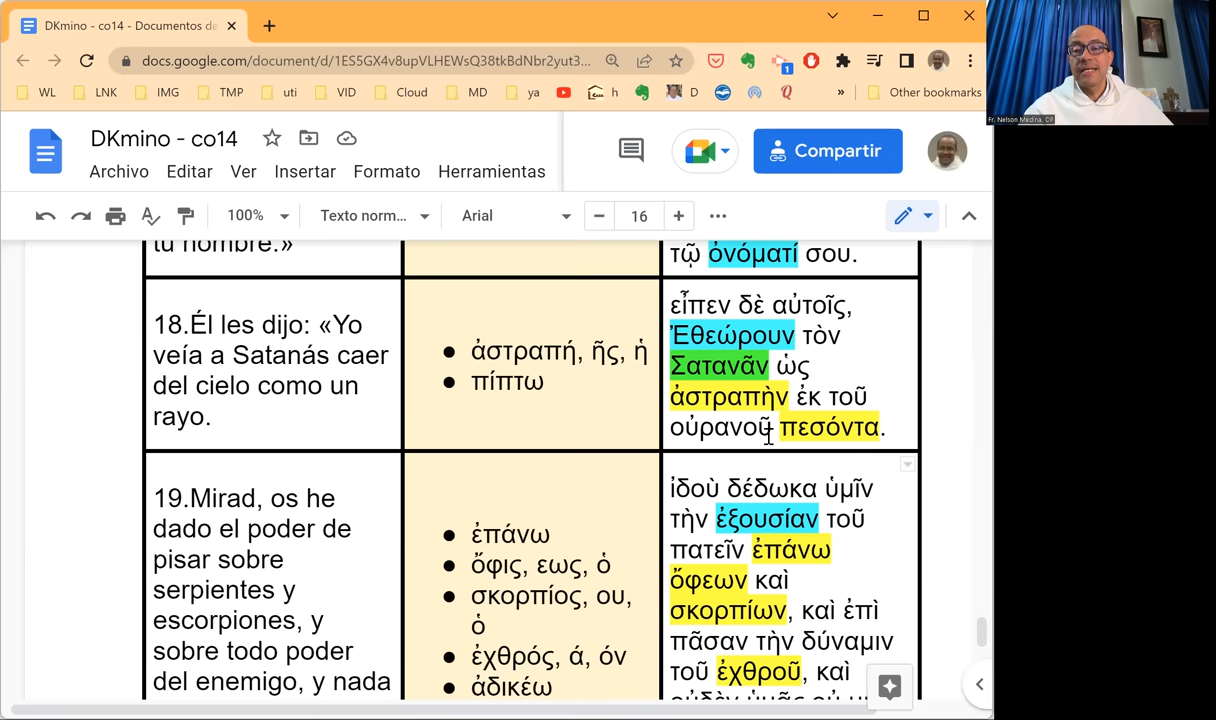 DKmino - co14 - Documentos de
docs.google.com/document/d/1ES5GX4v8upVLHEWsQ38tkBdNbr2yut3...
WL LNK IMG TMP uti VID Cloud MD ya h D » Other bookmarks
Fr. Nelson Medina, OP
DKmino - co14
Archivo Editar Ver Insertar Formato Herramientas
Compartir
100% Texto norm... Arial 16
tu nombre.»
τῷ ὀνόματί σου.
18.Él les dijo: «Yo
veía a Satanás caer
del cielo como un
rayo.
ἀστραπή, ῆς, ἡ
πίπτω
εἶπεν δὲ αὐτοῖς,
Ἐθεώρουν τὸν
Σατανᾶν ὡς
ἀστραπὴν ἐκ τοῦ
οὐρανοῦ πεσόντα.
19.Mirad, os he
dado el poder de
pisar sobre
serpientes y
escorpiones, y
sobre todo poder
del enemigo, y nada
ἐπάνω
ὄφις, εως, ὁ
σκορπίος, ου,
ὁ
ἐχθρός, ά, όν
ἀδικέω
ἰδοὺ δέδωκα ὑμῖν
τὴν ἐξουσίαν τοῦ
πατεῖν ἐπάνω
ὄφεων καὶ
σκορπίων, καὶ ἐπὶ
πᾶσαν τὴν δύναμιν
τοῦ ἐχθροῦ, καὶ